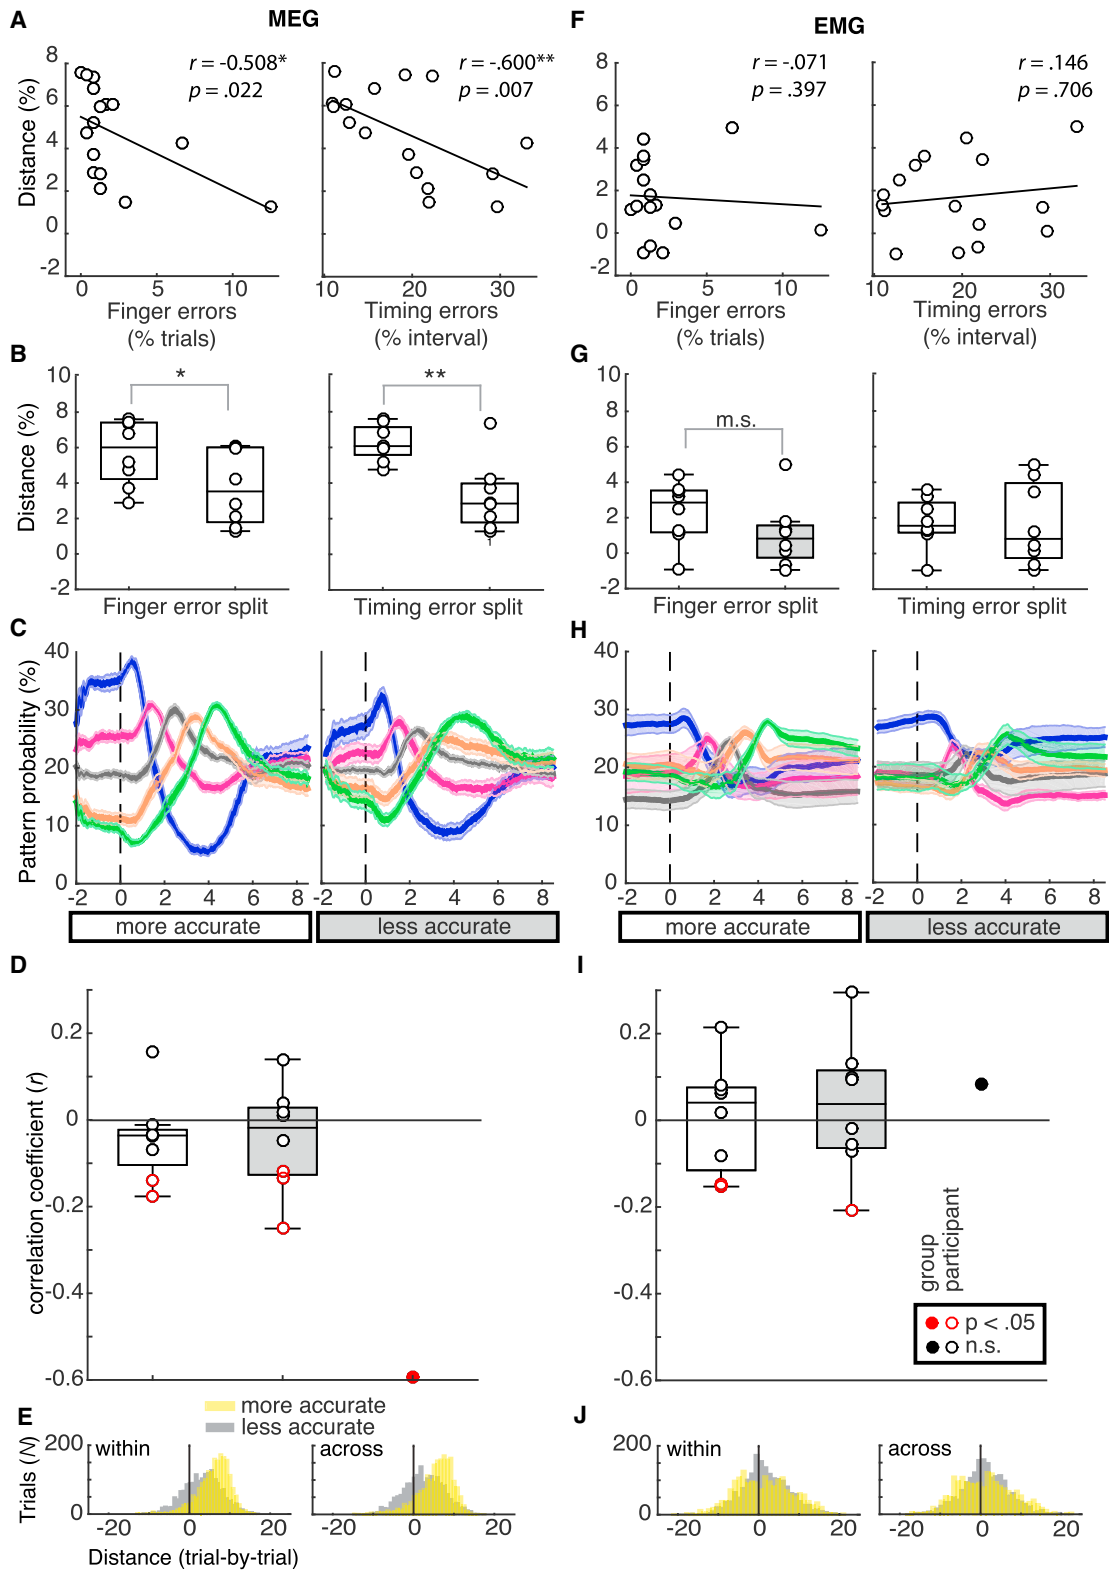 A
MEG
F
EMG
Distance (%)
8
6
4
2
0
-2
r = -0.508*
p = .022
r = -.600**
p = .007
r = -.071
p = .397
r = .146
p = .706
8
6
4
2
0
-2
0 5 10
10 20 30
0 5 10
10 20 30
Finger errors
(% trials)
Timing errors
(% interval)
Finger errors
(% trials)
Timing errors
(% interval)
B
G
Distance (%)
10
8
6
4
2
0
-2
*
**
10
8
6
4
2
0
-2
m.s.
Finger error split
Timing error split
Finger error split
Timing error split
C
H
Pattern probability (%)
40
30
20
10
0
40
30
20
10
0
-2 0 2 4 6 8
-2 0 2 4 6 8
-2 0 2 4 6 8
-2 0 2 4 6 8
more accurate
less accurate
more accurate
less accurate
D
I
correlation coefficient (r)
0.2
0
-0.2
-0.4
-0.6
0.2
0
-0.2
-0.4
-0.6
group
participant
p < .05
n.s.
more accurate
less accurate
E
J
Trials (N)
200
100
0
within
across
200
100
0
within
across
-20 0 20
-20 0 20
-20 0 20
-20 0 20
Distance (trial-by-trial)